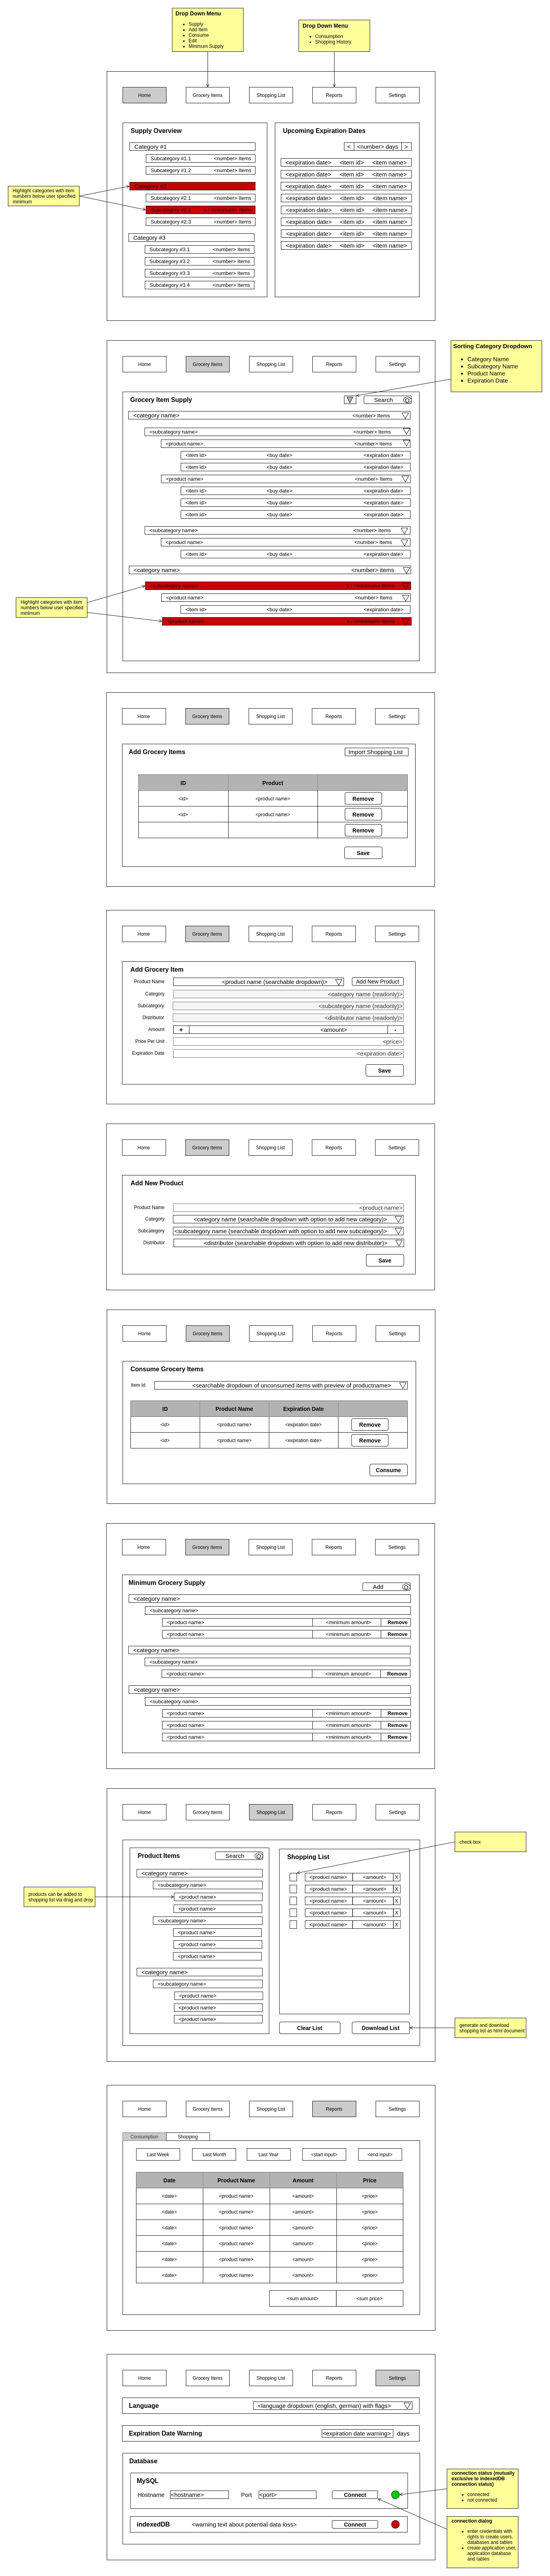 Drop Down Menu
Supply
Add Item
Consume
Edit
Minimum Supply
Drop Down Menu
Consumption
Shopping History
Home
Grocery Items
Shopping List
Reports
Settings
Supply Overview
Category #1
Subcategory #1.1 <number> Items
Subcategory #1.2 <number> Items
Category #2
Subcategory #2.1 <number> Items
Subcategory #2.3 <number> Items
Category #3
Subcategory #3.1 <number> Items
Subcategory #3.2 <number> Items
Subcategory #3.3 <number> Items
Subcategory #3.4 <number> Items
Upcoming Expiration Dates
< <number> days >
<expiration date> <item id> <item name>
<expiration date> <item id> <item name>
<expiration date> <item id> <item name>
<expiration date> <item id> <item name>
<expiration date> <item id> <item name>
<expiration date> <item id> <item name>
<expiration date> <item id> <item name>
<expiration date> <item id> <item name>
Highlight categories with item
numbers below user specified
minimum
Home
Grocery Items
Shopping List
Reports
Settings
Sorting Category Dropdown
Category Name
Subcategory Name
Product Name
Expiration Date
Grocery Item Supply
Search
<category name> <number> Items
<subcategory name> <number> Items
<product name> <number> Items
<item id> <buy date> <expiration date>
<item id> <buy date> <expiration date>
<product name> <number> Items
<item id> <buy date> <expiration date>
<item id> <buy date> <expiration date>
<item id> <buy date> <expiration date>
<subcategory name> <number> Items
<product name> <number> Items
<item id> <buy date> <expiration date>
<category name> <number> items
<subcategory name>
<product name> <number> Items
<item id> <buy date> <expiration date>
<product name>
Highlight categories with item
numbers below user specified
minimum
Home
Grocery Items
Shopping List
Reports
Settings
Add Grocery Items
Import Shopping List
ID Product
<id> <product name> Remove
<id> <product name> Remove
Remove
Save
Home
Grocery Items
Shopping List
Reports
Settings
Add Grocery Item
Product Name <product name (searchable dropdown)> Add New Product
Category <category name (readonly)>
Subcategory <subcategory name (readonly)>
Distributor <distributor name (readonly)>
Amount + <amount> -
Price Per Unit <price>
Expiration Date <expiration date>
Save
Home
Grocery Items
Shopping List
Reports
Settings
Add New Product
Product Name <product name>
Category <category name (searchable dropdown with option to add new category)>
Subcategory <subcategory name (searchable dropdown with option to add new subcategory)>
Distributor <distributor (searchable dropdown with option to add new distributor)>
Save
Home
Grocery Items
Shopping List
Reports
Settings
Consume Grocery Items
Item Id <searchable dropdown of unconsumed items with preview of productname>
ID Product Name Expiration Date
<id> <product name> <expiration date> Remove
<id> <product name> <expiration date> Remove
Consume
Home
Grocery Items
Shopping List
Reports
Settings
Minimum Grocery Supply
Add
<category name>
<subcategory name>
<product name> <minimum amount> Remove
<product name> <minimum amount> Remove
<category name>
<subcategory name>
<product name> <minimum amount> Remove
<category name>
<subcategory name>
<product name> <minimum amount> Remove
<product name> <minimum amount> Remove
<product name> <minimum amount> Remove
Home
Grocery Items
Shopping List
Reports
Settings
Product Items
Search
<category name>
<subcategory name>
<product name>
<product name>
<subcategory name>
<product name>
<product name>
<product name>
<category name>
<subcategory name>
<product name>
<product name>
<product name>
products can be added to
shopping list via drag and drop
Shopping List
<product name> <amount> X
<product name> <amount> X
<product name> <amount> X
<product name> <amount> X
<product name> <amount> X
Clear List
Download List
check box
generate and download
shopping list as html document
Home
Grocery Items
Shopping List
Reports
Settings
Consumption
Shopping
Last Week
Last Month
Last Year
<start input>
<end input>
Date Product Name Amount Price
<date> <product name> <amount> <price>
<date> <product name> <amount> <price>
<date> <product name> <amount> <price>
<date> <product name> <amount> <price>
<date> <product name> <amount> <price>
<date> <product name> <amount> <price>
<sum amount> <sum price>
Home
Grocery Items
Shopping List
Reports
Settings
Language <language dropdown (english, german) with flags>
Expiration Date Warning <expiration date warning> days
Database
MySQL
Hostname <hostname> Port <port> Connect
indexedDB <warning text about potential data loss> Connect
connection status (mutually
exclusive to indexedDB
connection status)
connected
not connected
connection dialog
enter credentials with
rights to create users,
databases and tables
create application user,
application database
and tables